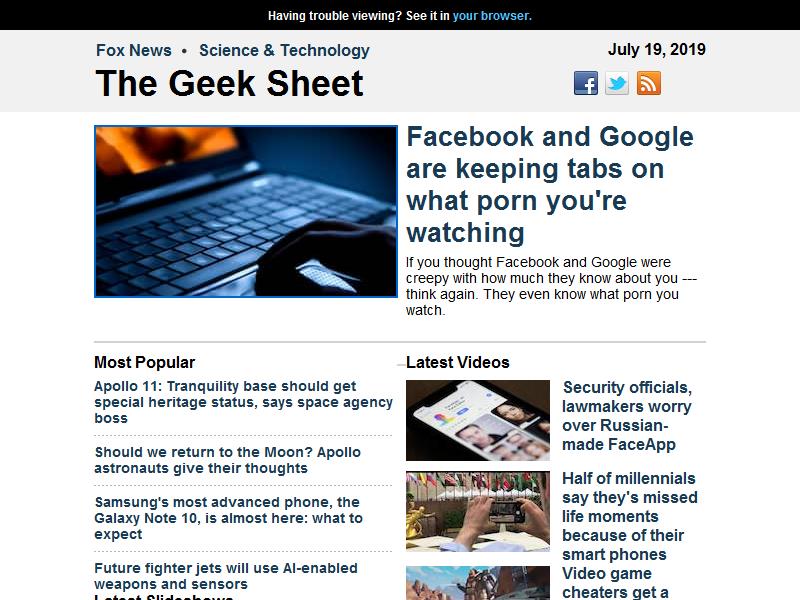 Having trouble viewing? See it in your browser.
Fox News • Science & Technology
July 19, 2019
The Geek Sheet
Facebook and Google
are keeping tabs on
what porn you're
watching
If you thought Facebook and Google were
creepy with how much they know about you ---
think again. They even know what porn you
watch.
Most Popular
Apollo 11: Tranquility base should get
special heritage status, says space agency
boss
Should we return to the Moon? Apollo
astronauts give their thoughts
Samsung's most advanced phone, the
Galaxy Note 10, is almost here: what to
expect
Future fighter jets will use AI-enabled
weapons and sensors
Latest Slideshows
Latest Videos
Security officials,
lawmakers worry
over Russian-
made FaceApp
Half of millennials
say they's missed
life moments
because of their
smart phones
Video game
cheaters get a